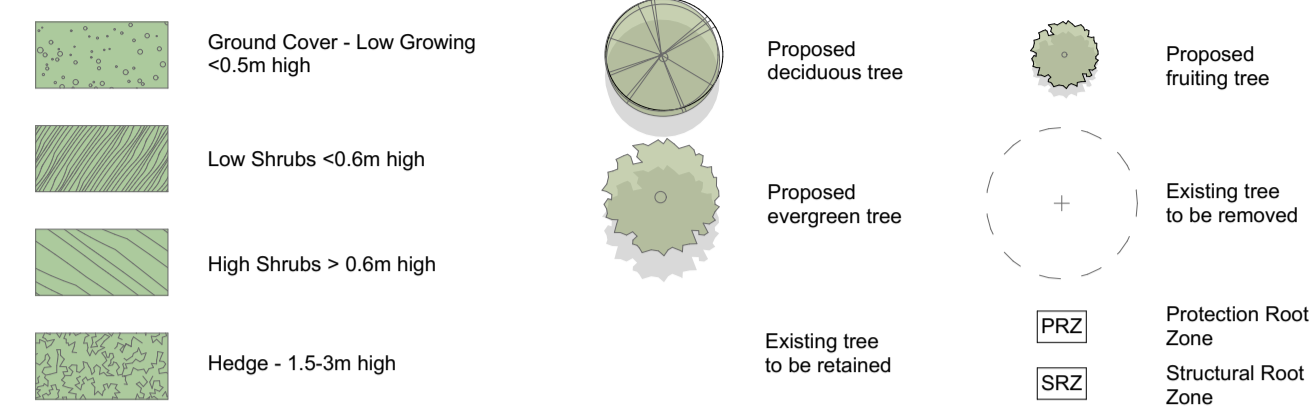 Ground Cover - Low Growing
<0.5m high
Low Shrubs <0.6m high
High Shrubs > 0.6m high
Hedge - 1.5-3m high
Proposed
deciduous tree
Proposed
evergreen tree
Existing tree
to be retained
Proposed
fruiting tree
Existing tree
to be removed
PRZ
Protection Root
Zone
SRZ
Structural Root
Zone